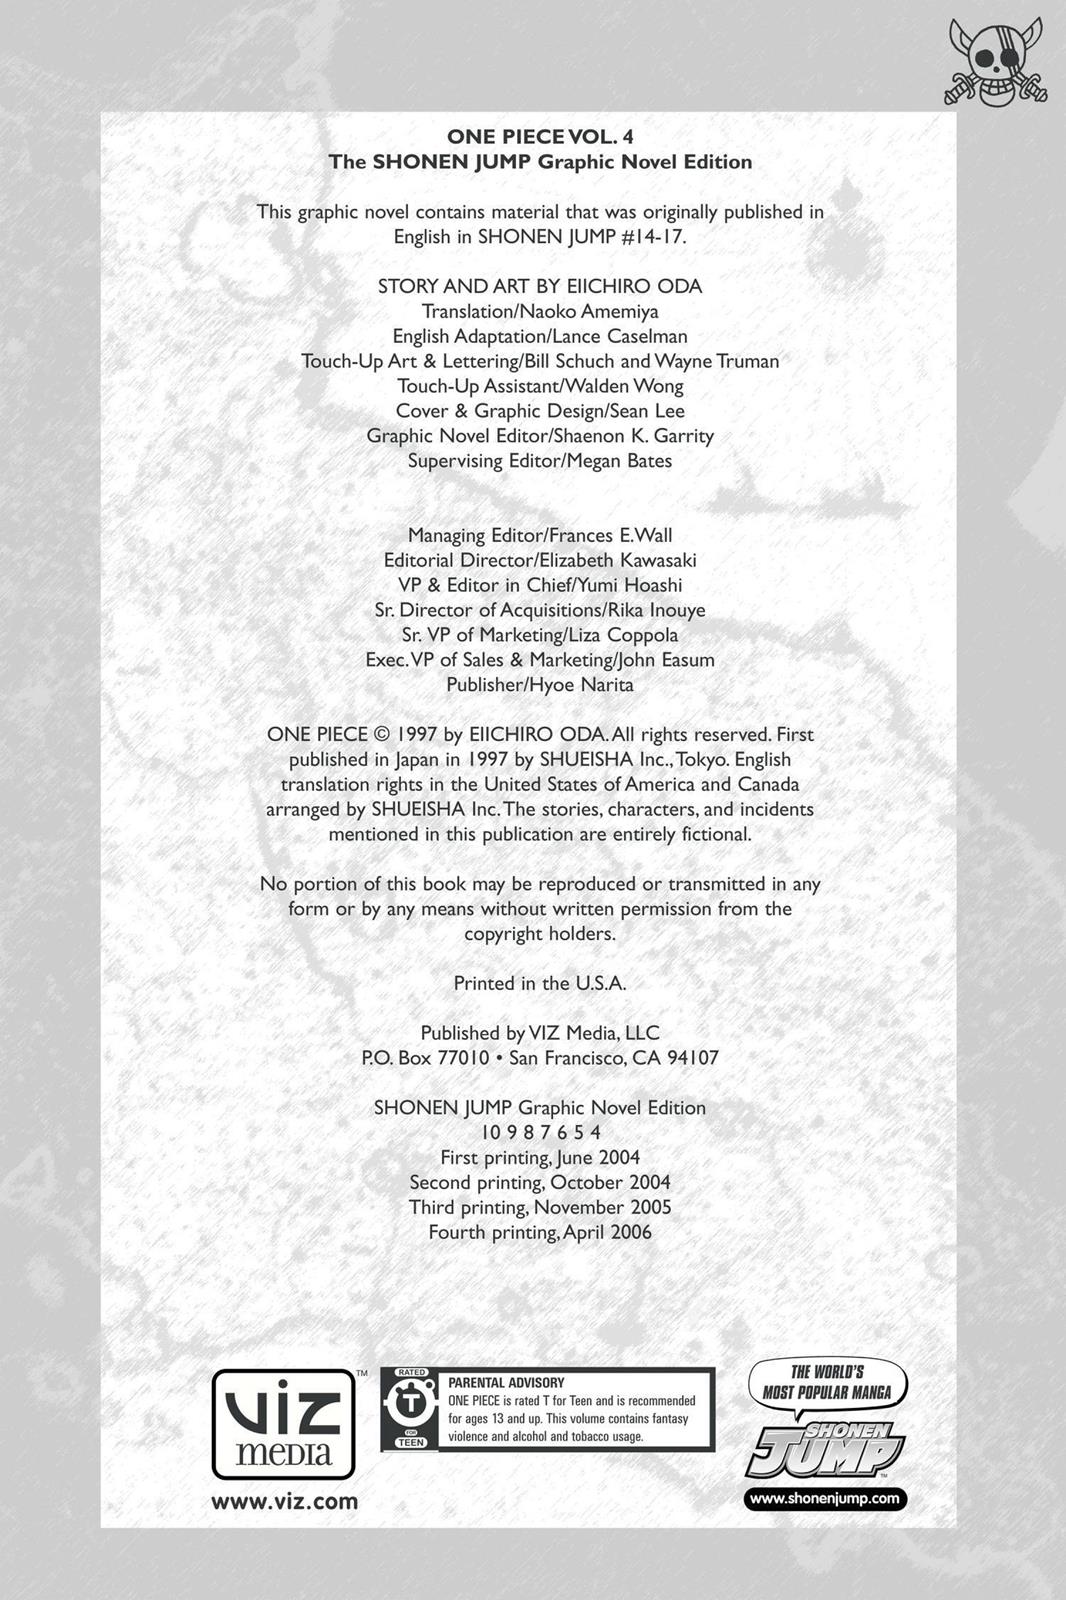 ONE PIECE VOL. 4
The SHONEN JUMP Graphic Novel Edition
This graphic novel contains material that was originally published in
English in SHONEN JUMP #14-17.
STORY AND ART BY EIICHIRO ODA
Translation/Naoko Amemiya
English Adaptation/Lance Caselman
Touch-Up Art & Lettering/Bill Schuch and Wayne Truman
Touch-Up Assistant/Walden Wong
Cover & Graphic Design/Sean Lee
Graphic Novel Editor/Shaenon K. Garrity
Supervising Editor/Megan Bates
Managing Editor/Frances E. Wall
Editorial Director/Elizabeth Kawasaki
VP & Editor in Chief/Yumi Hoashi
Sr. Director of Acquisitions/Rika Inouye
Sr. VP of Marketing/Liza Coppola
Exec. VP of Sales & Marketing/John Easum
Publisher/Hyoe Narita
ONE PIECE © 1997 by EIICHIRO ODA. All rights reserved. First
published in Japan in 1997 by SHUEISHA Inc., Tokyo. English
translation rights in the United States of America and Canada
arranged by SHUEISHA Inc. The stories, characters, and incidents
mentioned in this publication are entirely fictional.
No portion of this book may be reproduced or transmitted in any
form or by any means without written permission from the
copyright holders.
Printed in the U.S.A.
Published by VIZ Media, LLC
P.O. Box 77010 • San Francisco, CA 94107
SHONEN JUMP Graphic Novel Edition
10 9 8 7 6 5 4
First printing, June 2004
Second printing, October 2004
Third printing, November 2005
Fourth printing, April 2006
viz ™
MEDIA
www.viz.com
RATED
T
FOR
TEEN
PARENTAL ADVISORY
ONE PIECE is rated T for Teen and is recommended
for ages 13 and up. This volume contains fantasy
violence and alcohol and tobacco usage.
THE WORLD'S
MOST POPULAR MANGA
SHONEN
JUMP ™
www.shonenjump.com